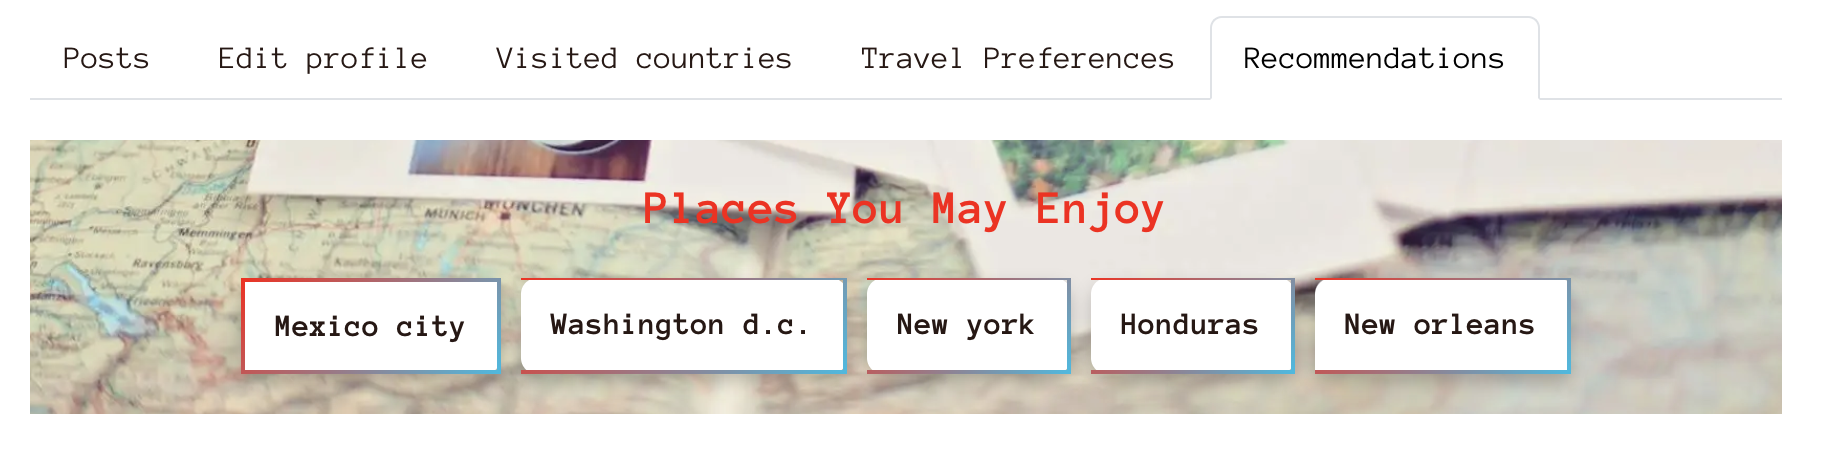 Posts Edit profile Visited countries Travel Preferences Recommendations
Places You May Enjoy
MUNICH MÜNCHEN
Memmingen
Ravensburg
Mexico city Washington d.c. New york Honduras New orleans